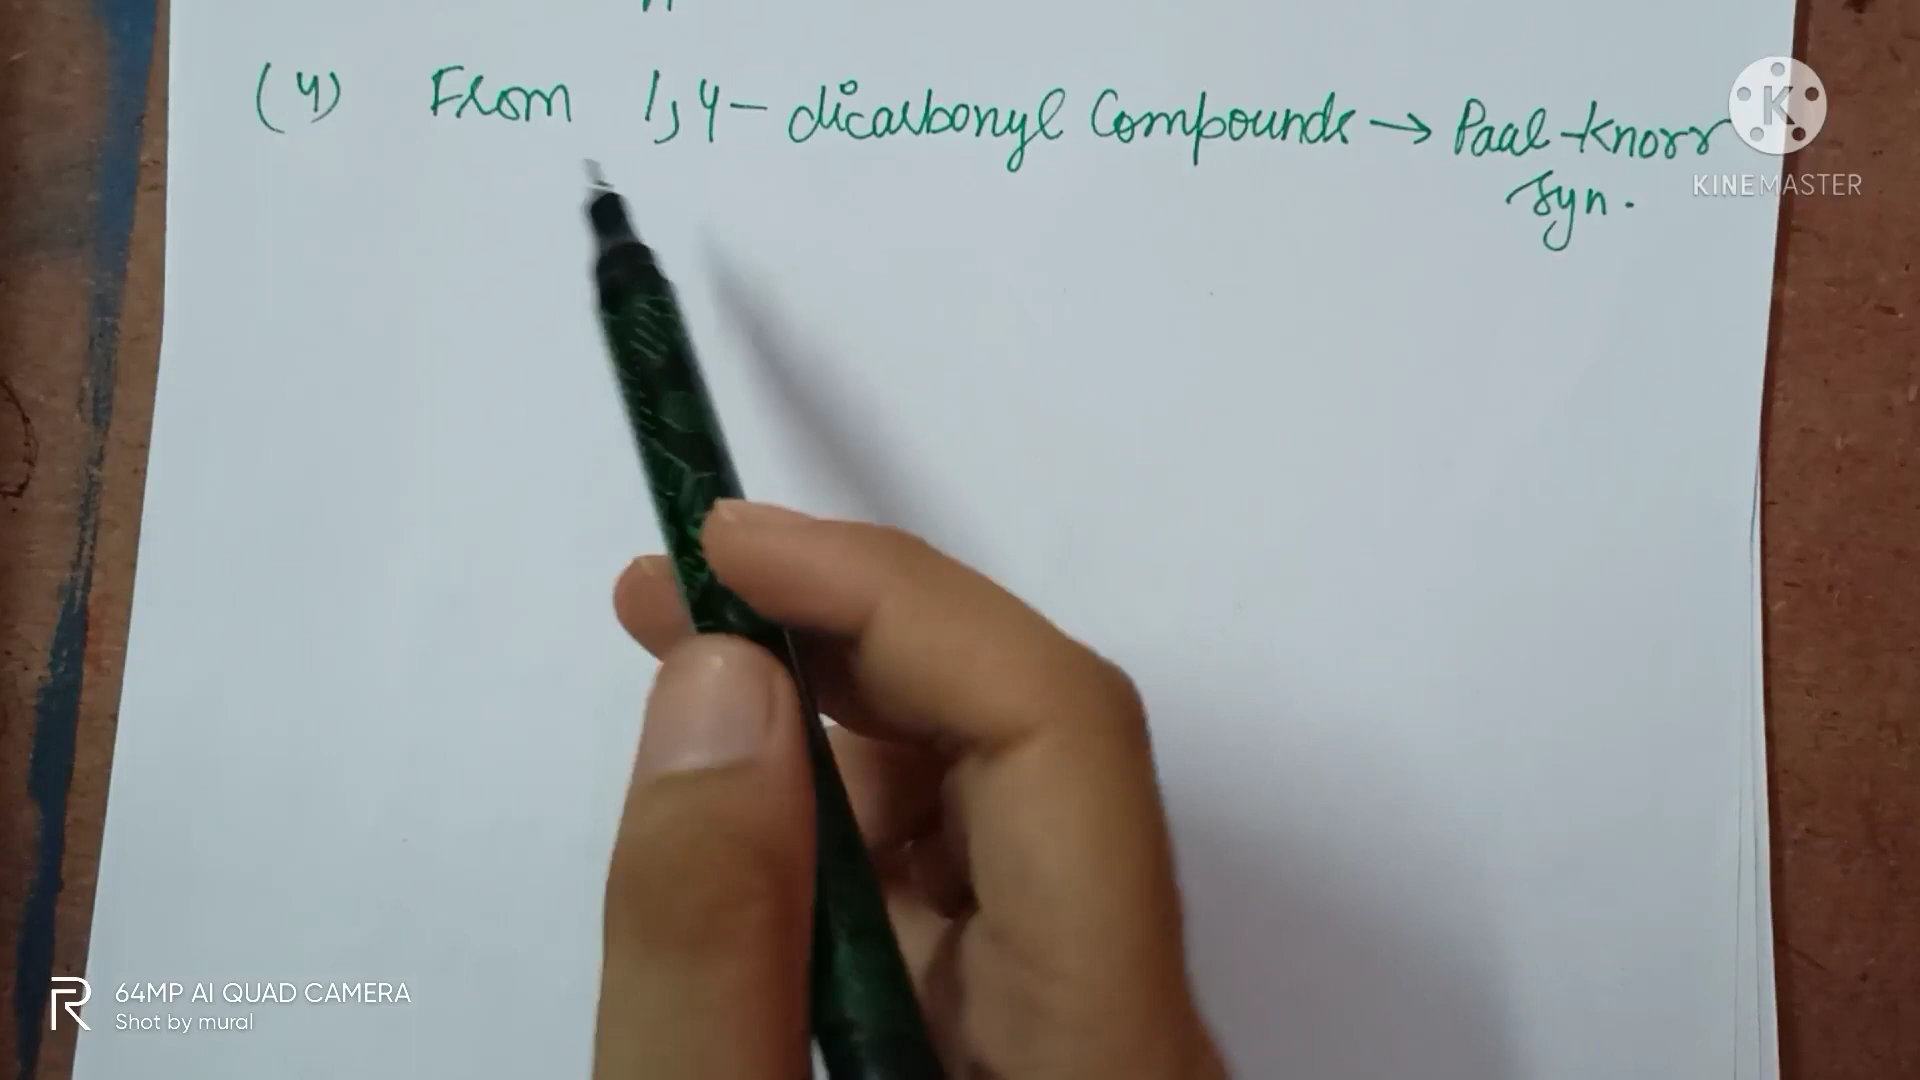 (4) From 1,4- dicarbonyl Compounds → Paal-Knorr
Syn.
K
KINEMASTER
64MP AI QUAD CAMERA
Shot by mural